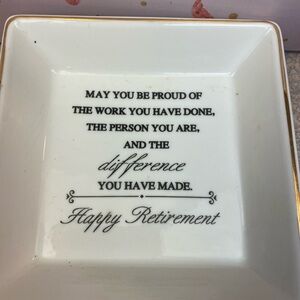 MAY YOU BE PROUD OF
THE WORK YOU HAVE DONE,
THE PERSON YOU ARE,
AND THE
difference
YOU HAVE MADE.
Happy Retirement